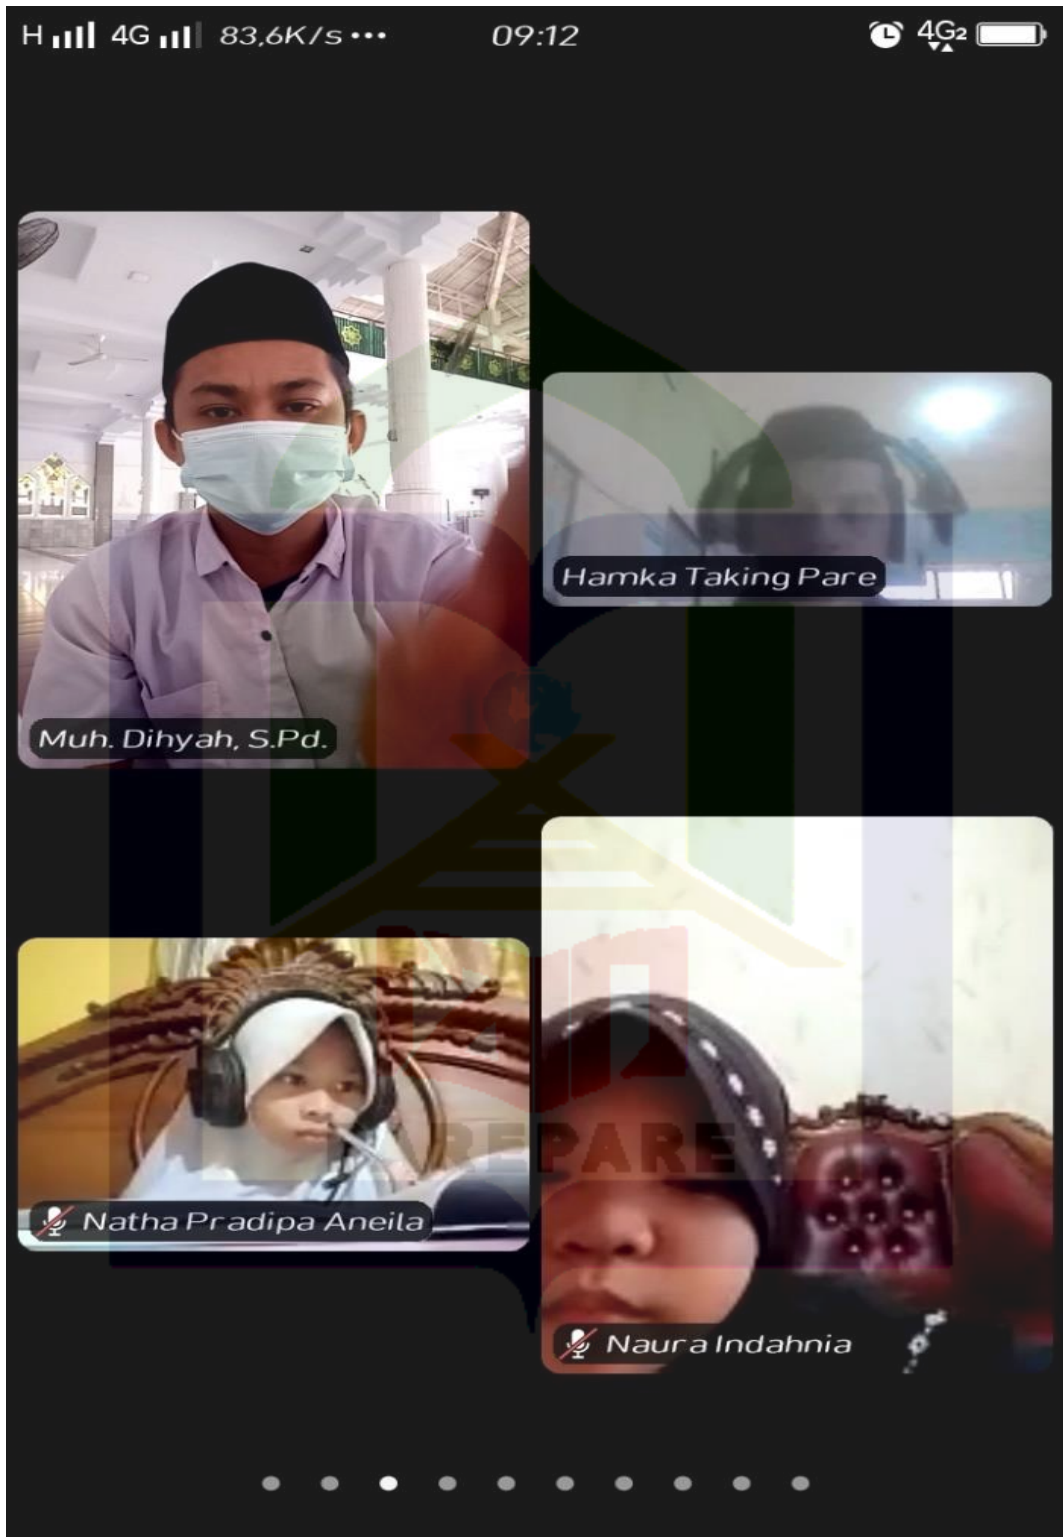 H 4G 83,6K/s ••• 09:12 4G2
Hamka Taking Pare
Muh. Dihyah, S.Pd.
Natha Pradipa Aneila
PAREPARE
Naura Indahnia